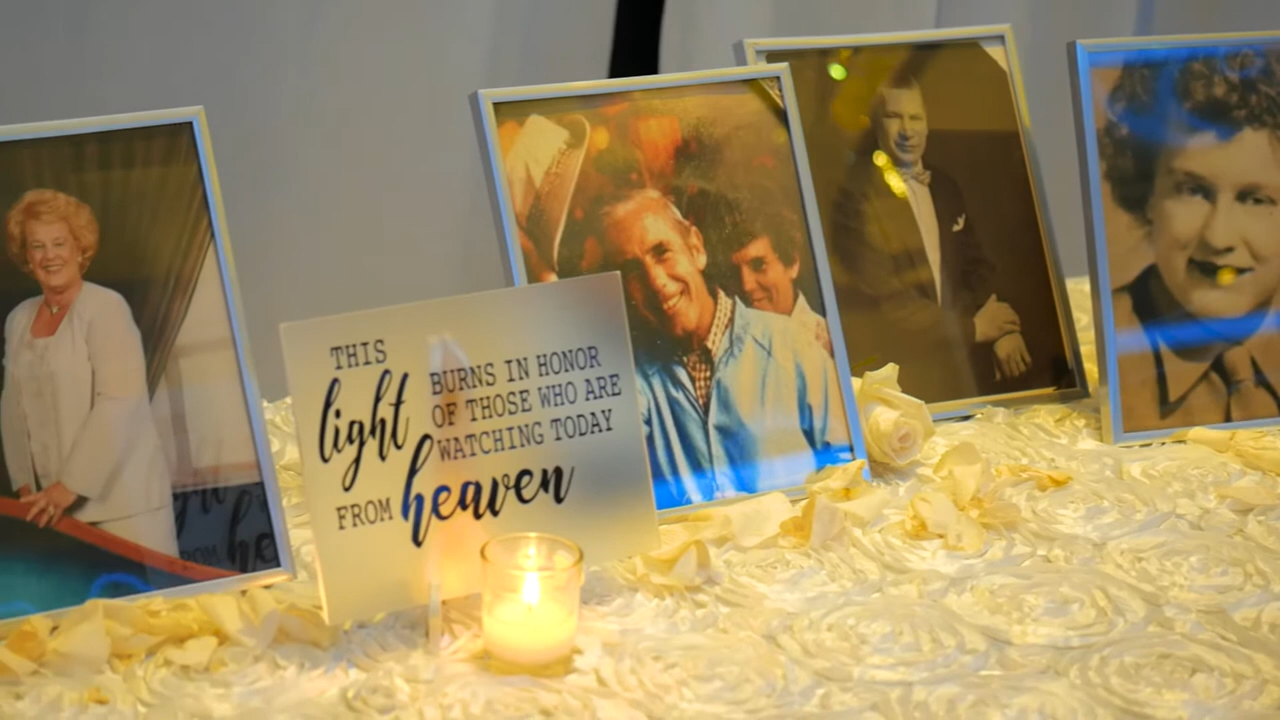 THIS
light
BURNS IN HONOR
OF THOSE WHO ARE
WATCHING TODAY
FROM heaven